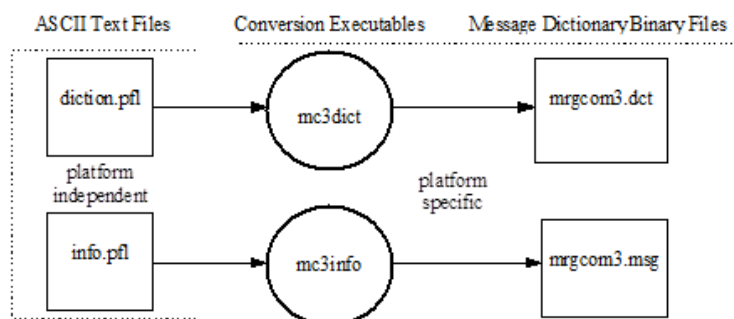 ASCII Text Files
Conversion Executables
Message Dictionary Binary Files
diction.pfl
mc3dict
mrgcom3.dct
platform
independent
platform
specific
info.pfl
mc3info
mrgcom3.msg